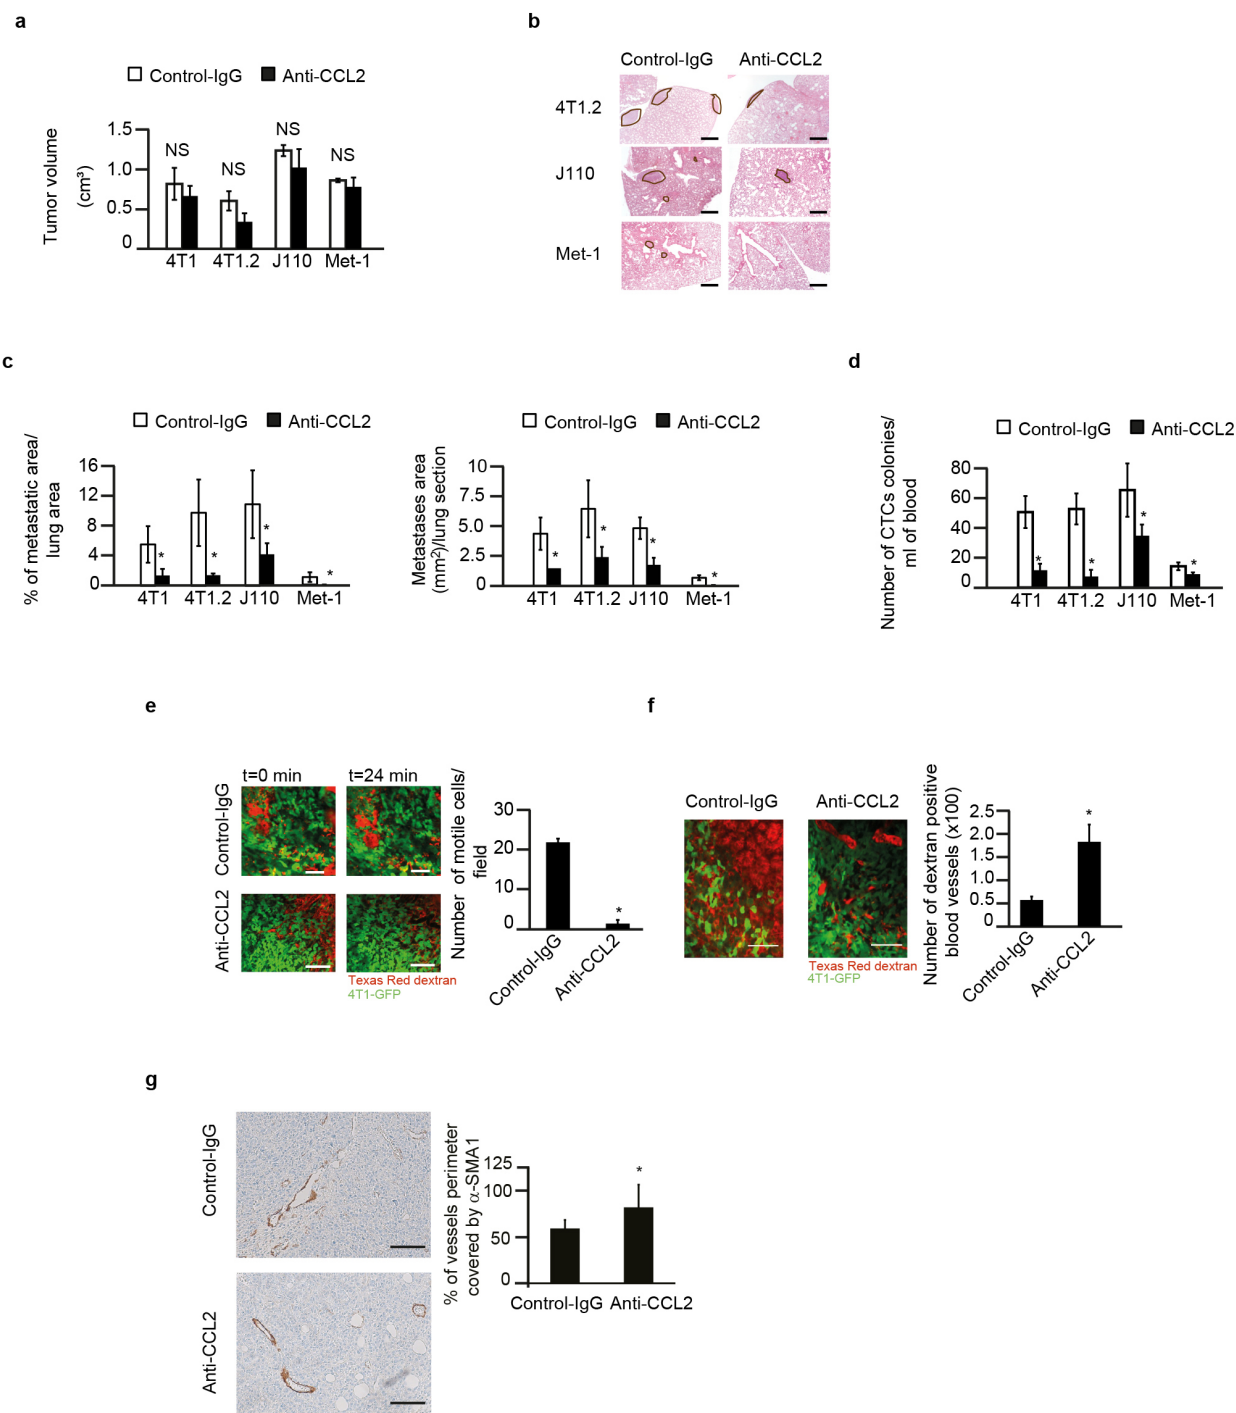 a
Control-IgG Anti-CCL2
Tumor volume
(cm³)
1.5
1.0
0.5
0
NS NS NS NS
4T1 4T1.2 J110 Met-1
b
Control-IgG Anti-CCL2
4T1.2
J110
Met-1
c
Control-IgG Anti-CCL2
% of metastatic area/
lung area
16
12
8
4
0
* * * *
4T1 4T1.2 J110 Met-1
Control-IgG Anti-CCL2
Metastases area
(mm²)/lung section
10
7.5
5.0
2.5
0
* * * *
4T1 4T1.2 J110 Met-1
d
Control-IgG Anti-CCL2
Number of CTCs colonies/
ml of blood
80
60
40
20
0
* * * *
4T1 4T1.2 J110 Met-1
e
t=0 min t=24 min
Control-IgG
Anti-CCL2
Texas Red dextran
4T1-GFP
Number of motile cells/
field
30
20
10
0
*
Control-IgG Anti-CCL2
f
Control-IgG Anti-CCL2
Texas Red dextran
4T1-GFP
Number of dextran positive
blood vessels (x100)
2.5
2.0
1.5
1.0
0.5
0
*
Control-IgG Anti-CCL2
g
Control-IgG
Anti-CCL2
% of vessels perimeter
covered by α-SMA1
125
100
50
0
*
Control-IgG Anti-CCL2